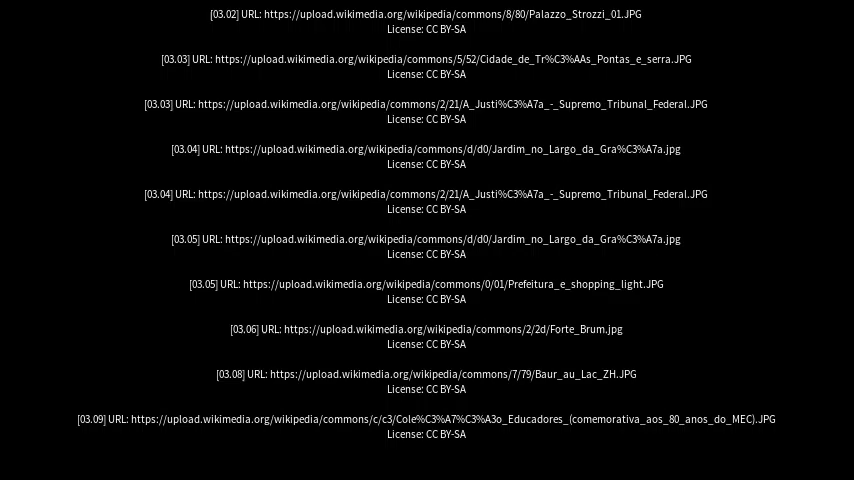 [03.02] URL: https://upload.wikimedia.org/wikipedia/commons/8/80/Palazzo_Strozzi_01.JPG
License: CC BY-SA
[03.03] URL: https://upload.wikimedia.org/wikipedia/commons/5/52/Cidade_de_Tr%C3%AAs_Pontas_e_serra.JPG
License: CC BY-SA
[03.03] URL: https://upload.wikimedia.org/wikipedia/commons/2/21/A_Justi%C3%A7a_-_Supremo_Tribunal_Federal.JPG
License: CC BY-SA
[03.04] URL: https://upload.wikimedia.org/wikipedia/commons/d/d0/Jardim_no_Largo_da_Gra%C3%A7a.jpg
License: CC BY-SA
[03.04] URL: https://upload.wikimedia.org/wikipedia/commons/2/21/A_Justi%C3%A7a_-_Supremo_Tribunal_Federal.JPG
License: CC BY-SA
[03.05] URL: https://upload.wikimedia.org/wikipedia/commons/d/d0/Jardim_no_Largo_da_Gra%C3%A7a.jpg
License: CC BY-SA
[03.05] URL: https://upload.wikimedia.org/wikipedia/commons/0/01/Prefeitura_e_shopping_light.JPG
License: CC BY-SA
[03.06] URL: https://upload.wikimedia.org/wikipedia/commons/2/2d/Forte_Brum.jpg
License: CC BY-SA
[03.08] URL: https://upload.wikimedia.org/wikipedia/commons/7/79/Baur_au_Lac_ZH.JPG
License: CC BY-SA
[03.09] URL: https://upload.wikimedia.org/wikipedia/commons/c/c3/Cole%C3%A7%C3%A3o_Educadores_(comemorativa_aos_80_anos_do_MEC).JPG
License: CC BY-SA